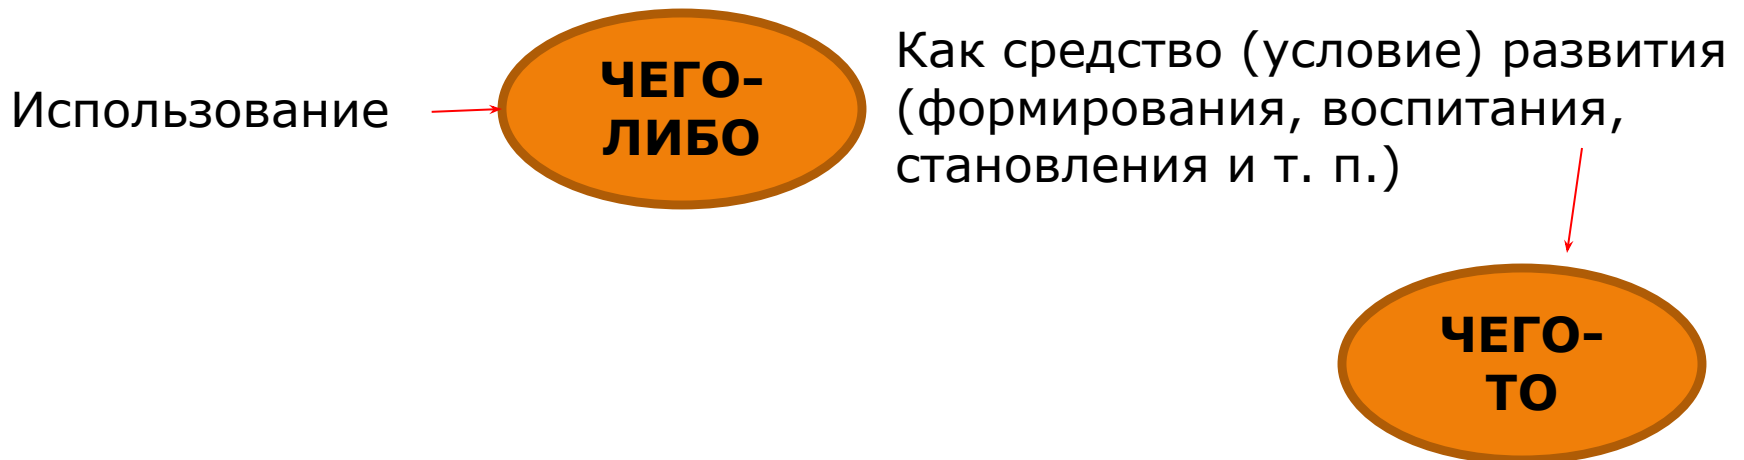 Использование
ЧЕГО-
ЛИБО
Как средство (условие) развития
(формирования, воспитания,
становления и т. п.)
ЧЕГО-
ТО